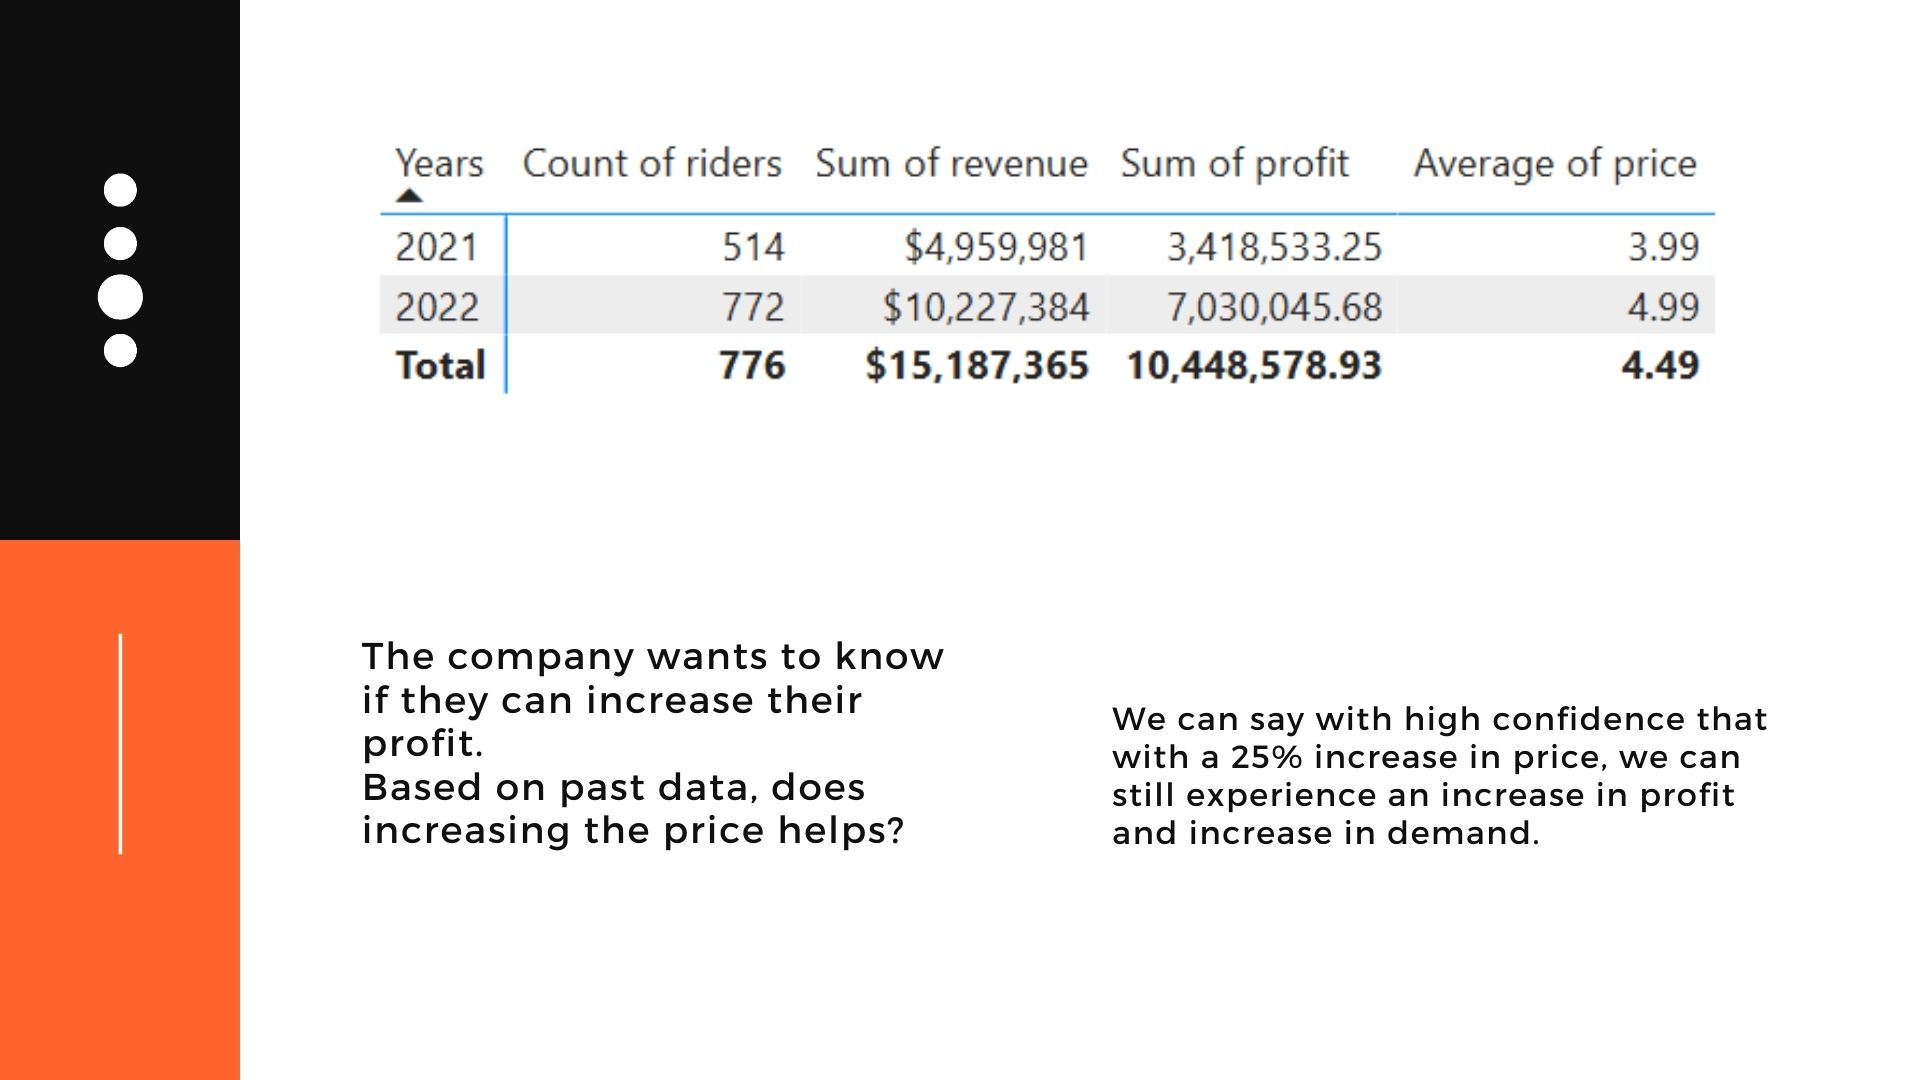 Years Count of riders Sum of revenue Sum of profit Average of price
2021 514 $4,959,981 3,418,533.25 3.99
2022 772 $10,227,384 7,030,045.68 4.99
Total 776 $15,187,365 10,448,578.93 4.49
The company wants to know
if they can increase their
profit.
Based on past data, does
increasing the price helps?
We can say with high confidence that
with a 25% increase in price, we can
still experience an increase in profit
and increase in demand.